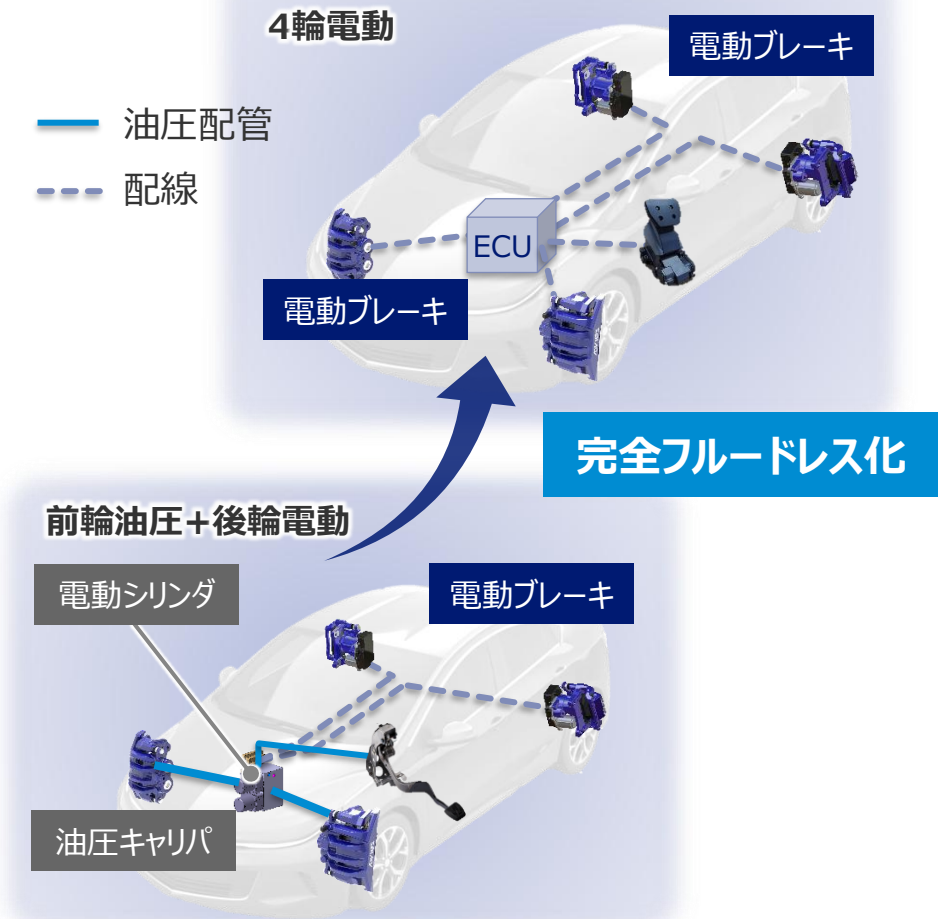 4輪電動
電動ブレーキ
油圧配管
配線
ECU
電動ブレーキ
完全フルードレス化
前輪油圧+後輪電動
電動シリンダ
電動ブレーキ
油圧キャリパ